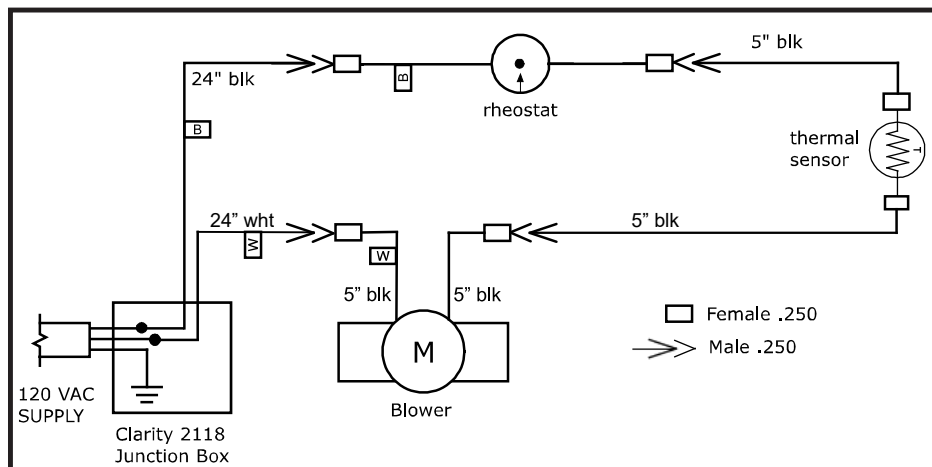 5" blk
24" blk
B
rheostat
B
thermal
sensor
T
24” wht
W
W
5” blk
5” blk
5” blk
M
Female .250
Male .250
120 VAC
SUPPLY
Blower
Clarity 2118
Junction Box